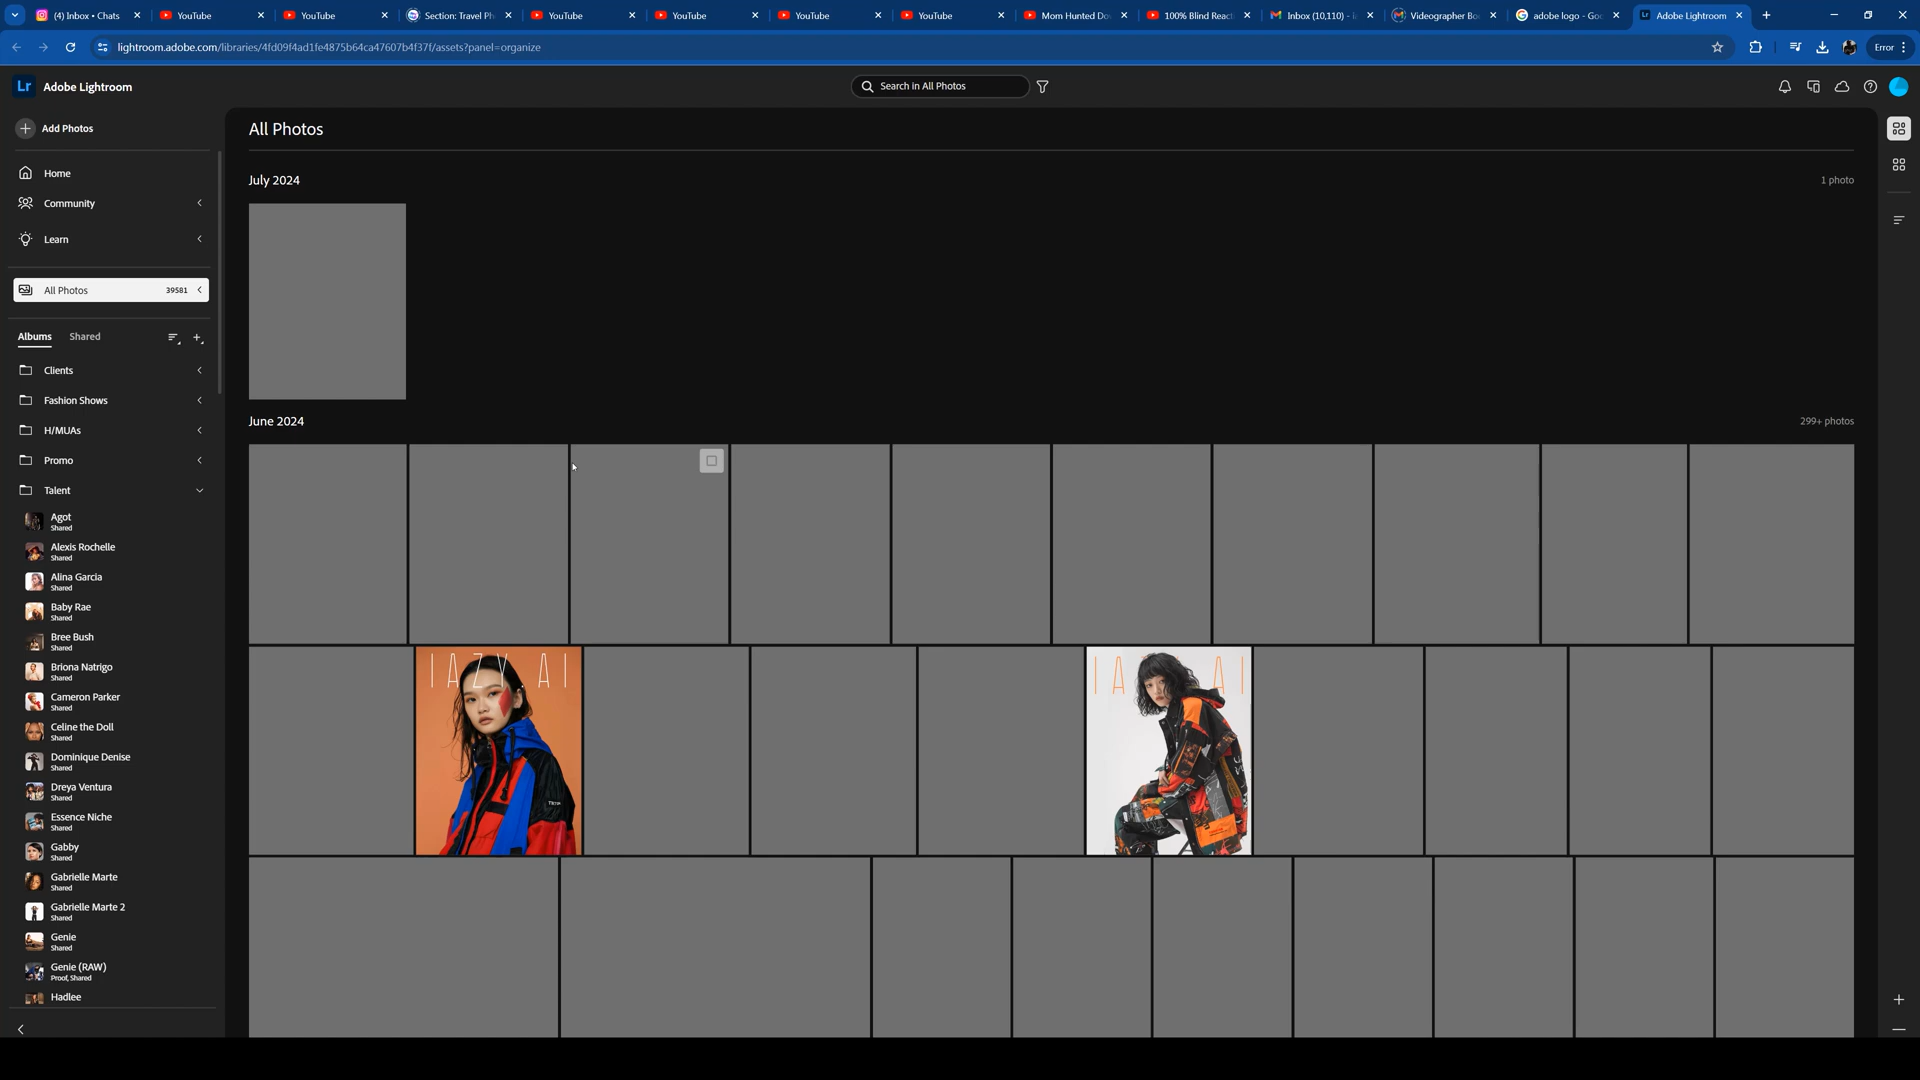 (4) Inbox • Chats
YouTube
YouTube
Section: Travel Ph
YouTube
YouTube
YouTube
YouTube
Mom Hunted Do
100% Blind React
Inbox (10,110) - i
Videographer Bo
adobe logo - Goo
Adobe Lightroom
lightroom.adobe.com/libraries/4fd09f4ad1fe4875b64ca47607b4f37f/assets?panel=organize
Error
Lr Adobe Lightroom
Search in All Photos
Add Photos
Home
Community
Learn
All Photos 39581
Albums Shared
Clients
Fashion Shows
H/MUAs
Promo
Talent
Agot
Shared
Alexis Rochelle
Shared
Alina Garcia
Shared
Baby Rae
Shared
Bree Bush
Shared
Briona Natrigo
Shared
Cameron Parker
Shared
Celine the Doll
Shared
Dominique Denise
Shared
Dreya Ventura
Shared
Essence Niche
Shared
Gabby
Shared
Gabrielle Marte
Shared
Gabrielle Marte 2
Shared
Genie
Shared
Genie (RAW)
Proof, Shared
Hadlee
All Photos
July 2024
1 photo
June 2024
299+ photos
IAZY.AI